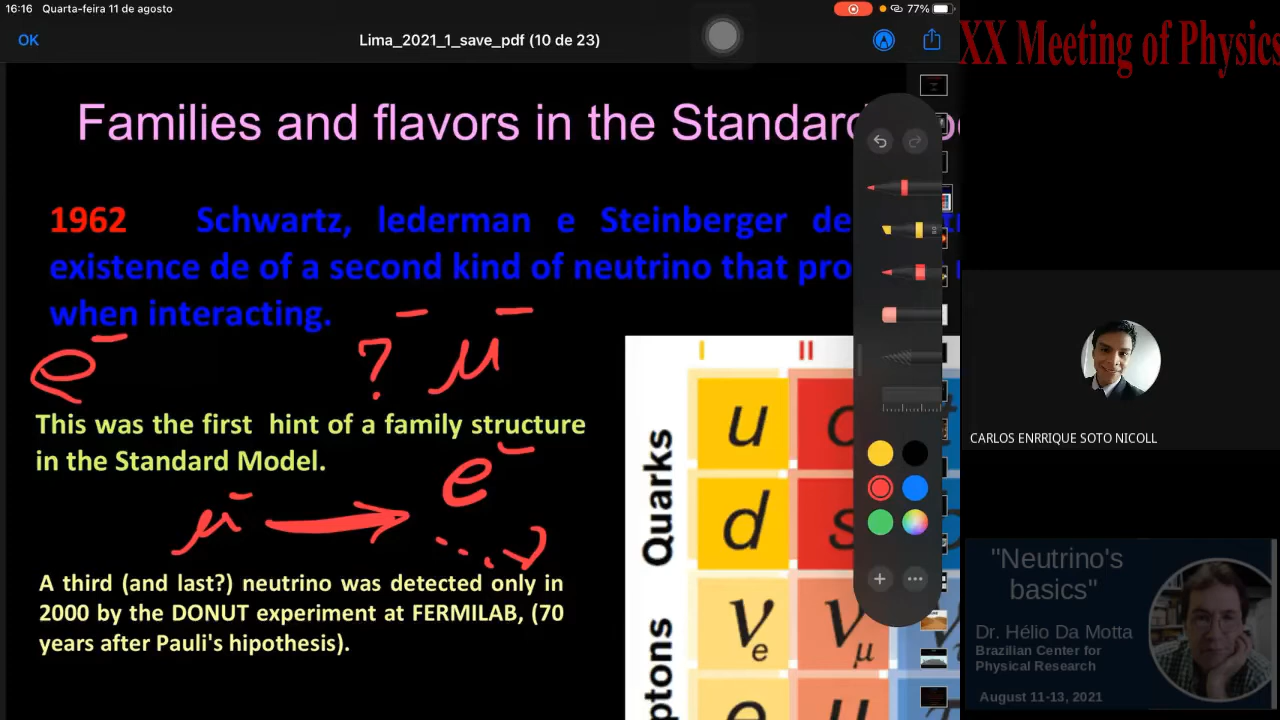 16:16 Quarta-feira 11 de agosto
77%
OK
Lima_2021_1_save_pdf (10 de 23)
XX Meeting of Physics
Families and flavors in the Standard
1962 Schwartz, lederman e Steinberger de
existence de of a second kind of neutrino that pro
when interacting.
e⁻ ? ⁻ μ⁻
This was the first hint of a family structure
in the Standard Model.
μ⁻ → e⁻
... ν
A third (and last?) neutrino was detected only in
2000 by the DONUT experiment at FERMILAB, (70
years after Pauli's hipothesis).
I II
Quarks
u c
d s
ptons
νe νμ
e μ
CARLOS ENRRIQUE SOTO NICOLL
"Neutrino's
basics"
Dr. Hélio Da Motta
Brazilian Center for
Physical Research
August 11-13, 2021